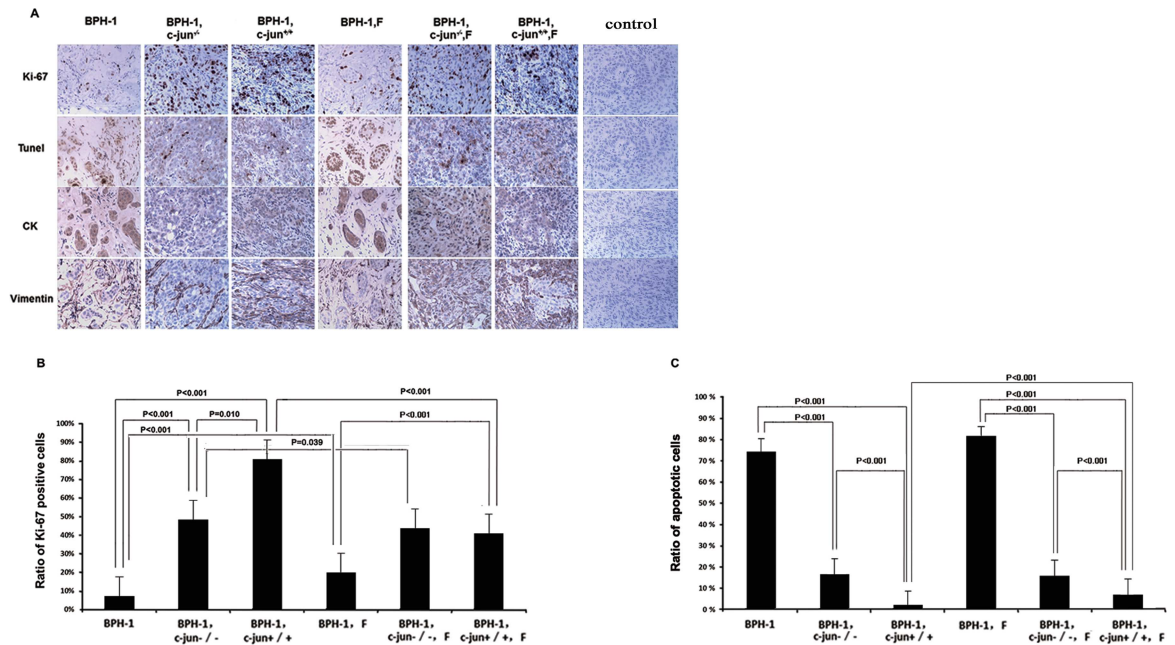 A
BPH-1
BPH-1,
c-jun-/-
BPH-1,
c-jun+/+
BPH-1,F
BPH-1,
c-jun-/-,F
BPH-1,
c-jun+/+,F
control
Ki-67
Tunel
CK
Vimentin
B
Ratio of Ki-67 positive cells
100%
90%
80%
70%
60%
50%
40%
30%
20%
10%
0%
P<0.001
P<0.001
P<0.001
P=0.010
P<0.001
P<0.001
P=0.039
BPH-1
BPH-1,
c-jun- / -
BPH-1,
c-jun+ / +
BPH-1, F
BPH-1,
c-jun- / -, F
BPH-1,
c-jun+ / +, F
C
Ratio of apoptotic cells
100 %
90 %
80 %
70 %
60 %
50 %
40 %
30 %
20 %
10 %
0 %
P<0.001
P<0.001
P<0.001
P<0.001
P<0.001
P<0.001
P<0.001
BPH-1
BPH-1,
c-jun- / -
BPH-1,
c-jun+ / +
BPH-1, F
BPH-1,
c-jun- / -, F
BPH-1,
c-jun+ / +, F